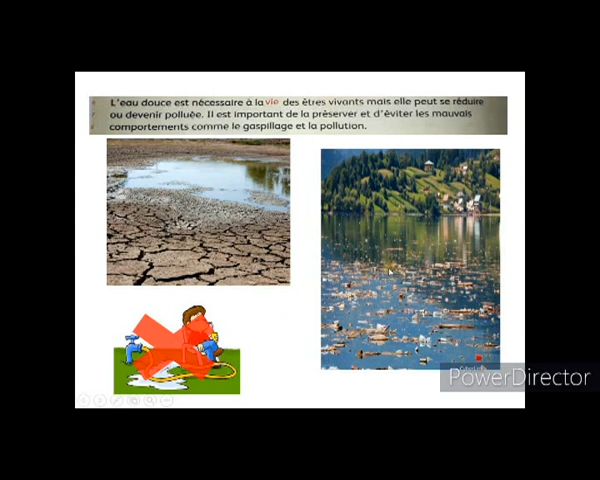 L'eau douce est nécessaire à la vie des êtres vivants mais elle peut se réduire
ou devenir polluée. Il est important de la préserver et d'éviter les mauvais
comportements comme le gaspillage et la pollution.
PowerDirector